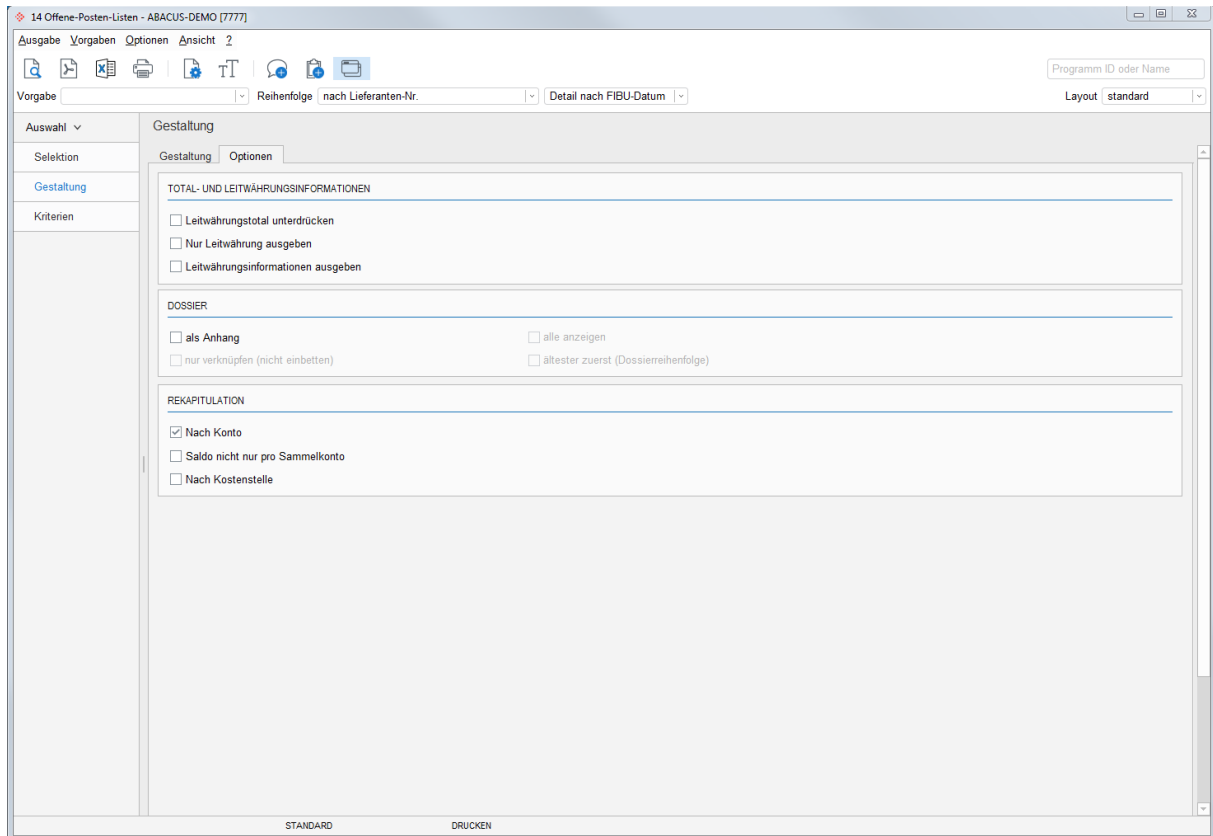 14 Offene-Posten-Listen - ABACUS-DEMO [7777]
Ausgabe Vorgaben Optionen Ansicht ?
Programm ID oder Name
Vorgabe Reihenfolge nach Lieferanten-Nr. Detail nach FIBU-Datum Layout standard
Auswahl
Gestaltung
Selektion
Gestaltung
Kriterien
Gestaltung Optionen
TOTAL- UND LEITWÄHRUNGSINFORMATIONEN
Leitwährungstotal unterdrücken
Nur Leitwährung ausgeben
Leitwährungsinformationen ausgeben
DOSSIER
als Anhang alle anzeigen
nur verknüpfen (nicht einbetten) ältester zuerst (Dossierreihenfolge)
REKAPITULATION
Nach Konto
Saldo nicht nur pro Sammelkonto
Nach Kostenstelle
STANDARD DRUCKEN